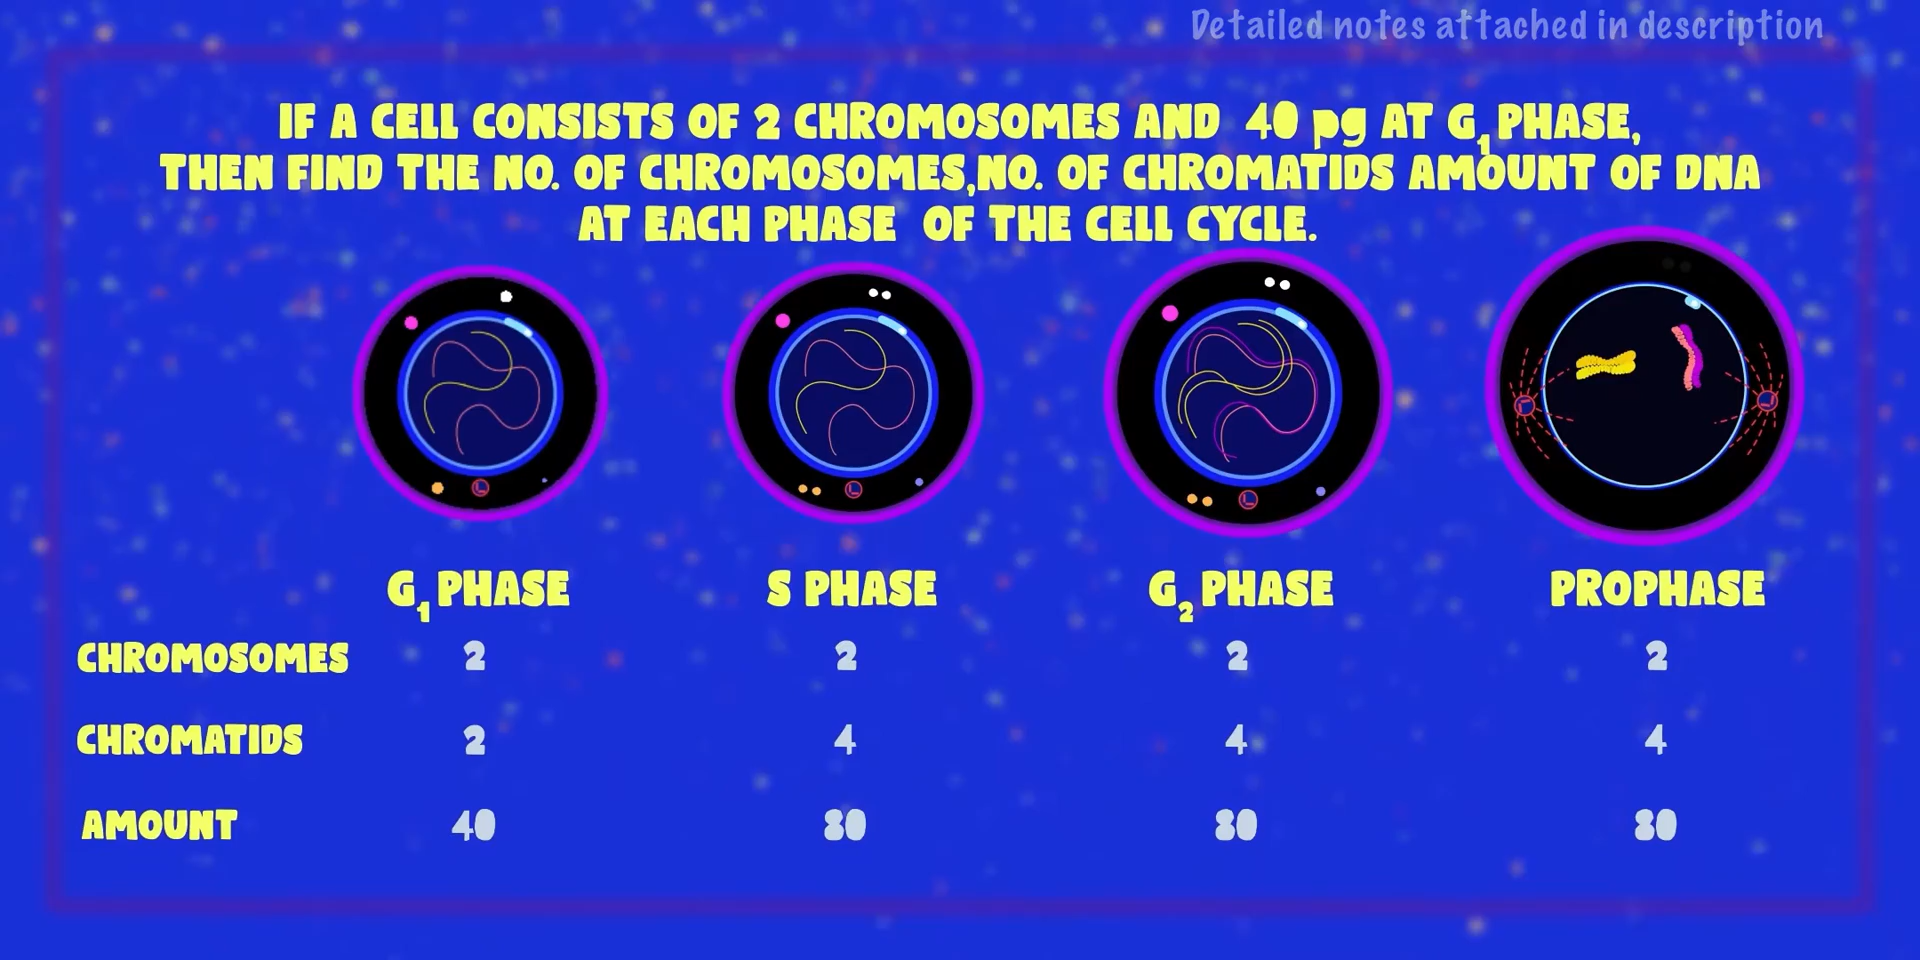 Detailed notes attached in description
IF A CELL CONSISTS OF 2 CHROMOSOMES AND 40 pg AT G1 PHASE,
THEN FIND THE NO. OF CHROMOSOMES,NO. OF CHROMATIDS AMOUNT OF DNA
AT EACH PHASE OF THE CELL CYCLE.
G1 PHASE S PHASE G2 PHASE PROPHASE
CHROMOSOMES 2 2 2 2
CHROMATIDS 2 4 4 4
AMOUNT 40 80 80 80